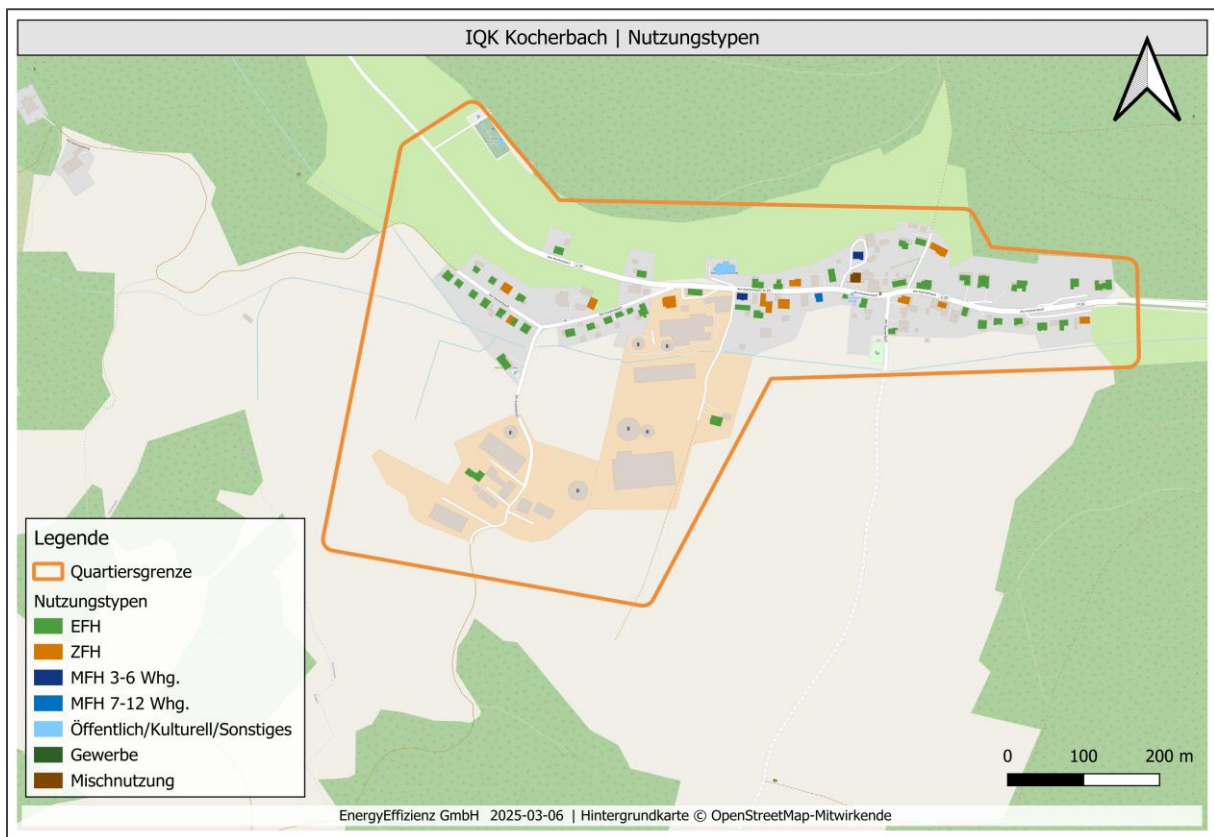 IQK Kocherbach | Nutzungstypen
Legende
Quartiersgrenze
Nutzungstypen
EFH
ZFH
MFH 3-6 Whg.
MFH 7-12 Whg.
Öffentlich/Kulturell/Sonstiges
Gewerbe
Mischnutzung
0 100 200 m
EnergyEffizienz GmbH 2025-03-06 | Hintergrundkarte © OpenStreetMap-Mitwirkende